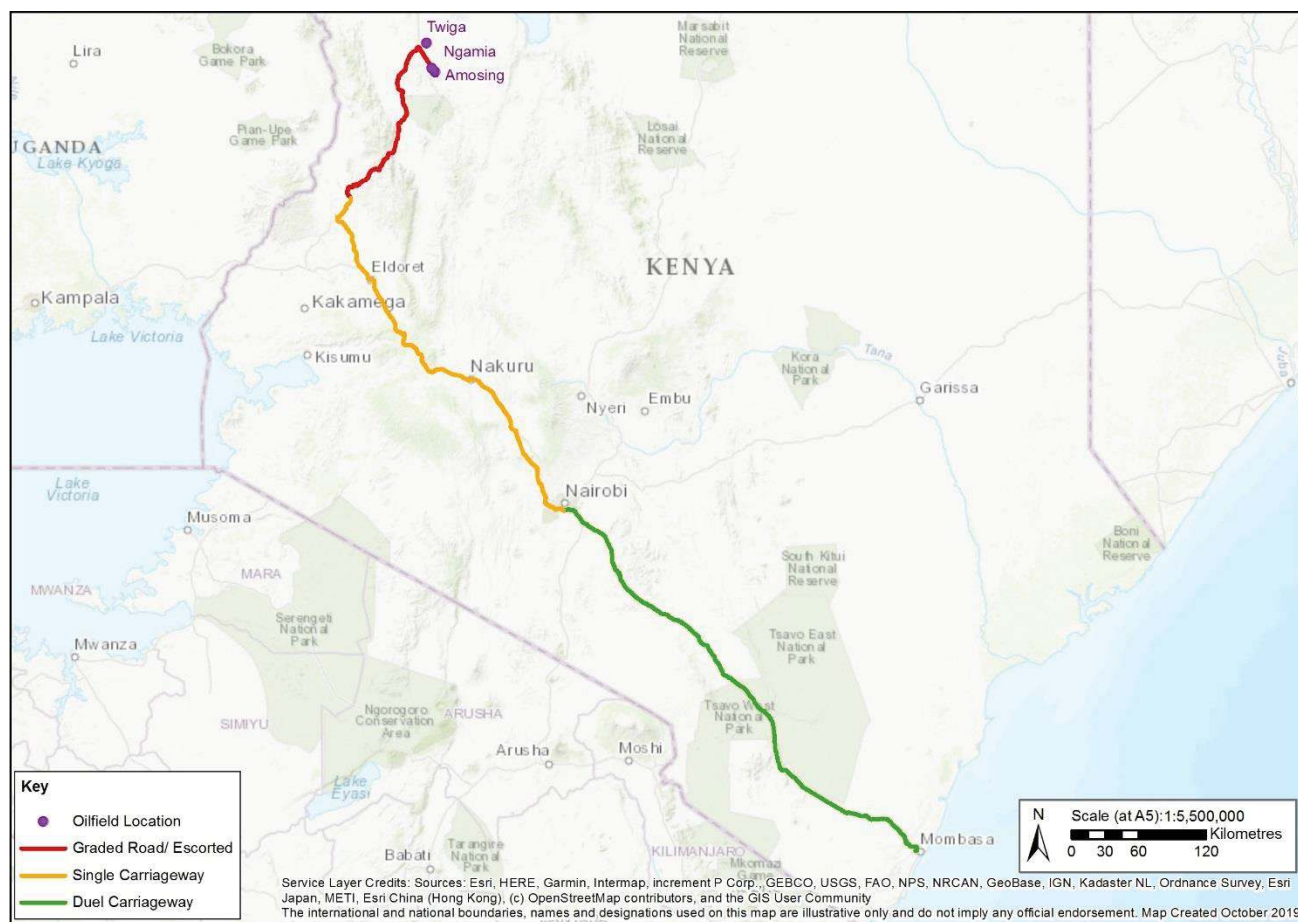 Twiga
Ngamia
Amosing
Lira
Bokora
Game Park
Marsabit
National
Reserve
Pian-Upe
Game Park
Losai
National
Reserve
UGANDA
Lake Kyoga
Eldoret
KENYA
Kampala
Kakamega
Lake Victoria
Kisumu
Nakuru
Kora
National
Park
Tana
Juba
Nyeri
Embu
Garissa
Lake
Victoria
Nairobi
Musoma
Boni
National
Reserve
South Kitui
National
Reserve
MARA
MWANZA
Serengeti
National
Park
Mwanza
Tsavo East
National
Park
Ngorogoro
Conservation
Area
ARUSHA
SIMIYU
Tsavo West
National
Park
Arusha
Moshi
Lake
Eyasi
Mombasa
Babati
Tarangire
National
Park
KILIMANJARO
Mkomazi
Game
Key
Oilfield Location
Graded Road/ Escorted
Single Carriageway
Duel Carriageway
N
Scale (at A5):1:5,500,000
Kilometres
0 30 60 120
Service Layer Credits: Sources: Esri, HERE, Garmin, Intermap, increment P Corp., GEBCO, USGS, FAO, NPS, NRCAN, GeoBase, IGN, Kadaster NL, Ordnance Survey, Esri
Japan, METI, Esri China (Hong Kong), (c) OpenStreetMap contributors, and the GIS User Community
The international and national boundaries, names and designations used on this map are illustrative only and do not imply any official endorsement. Map Created October 2019